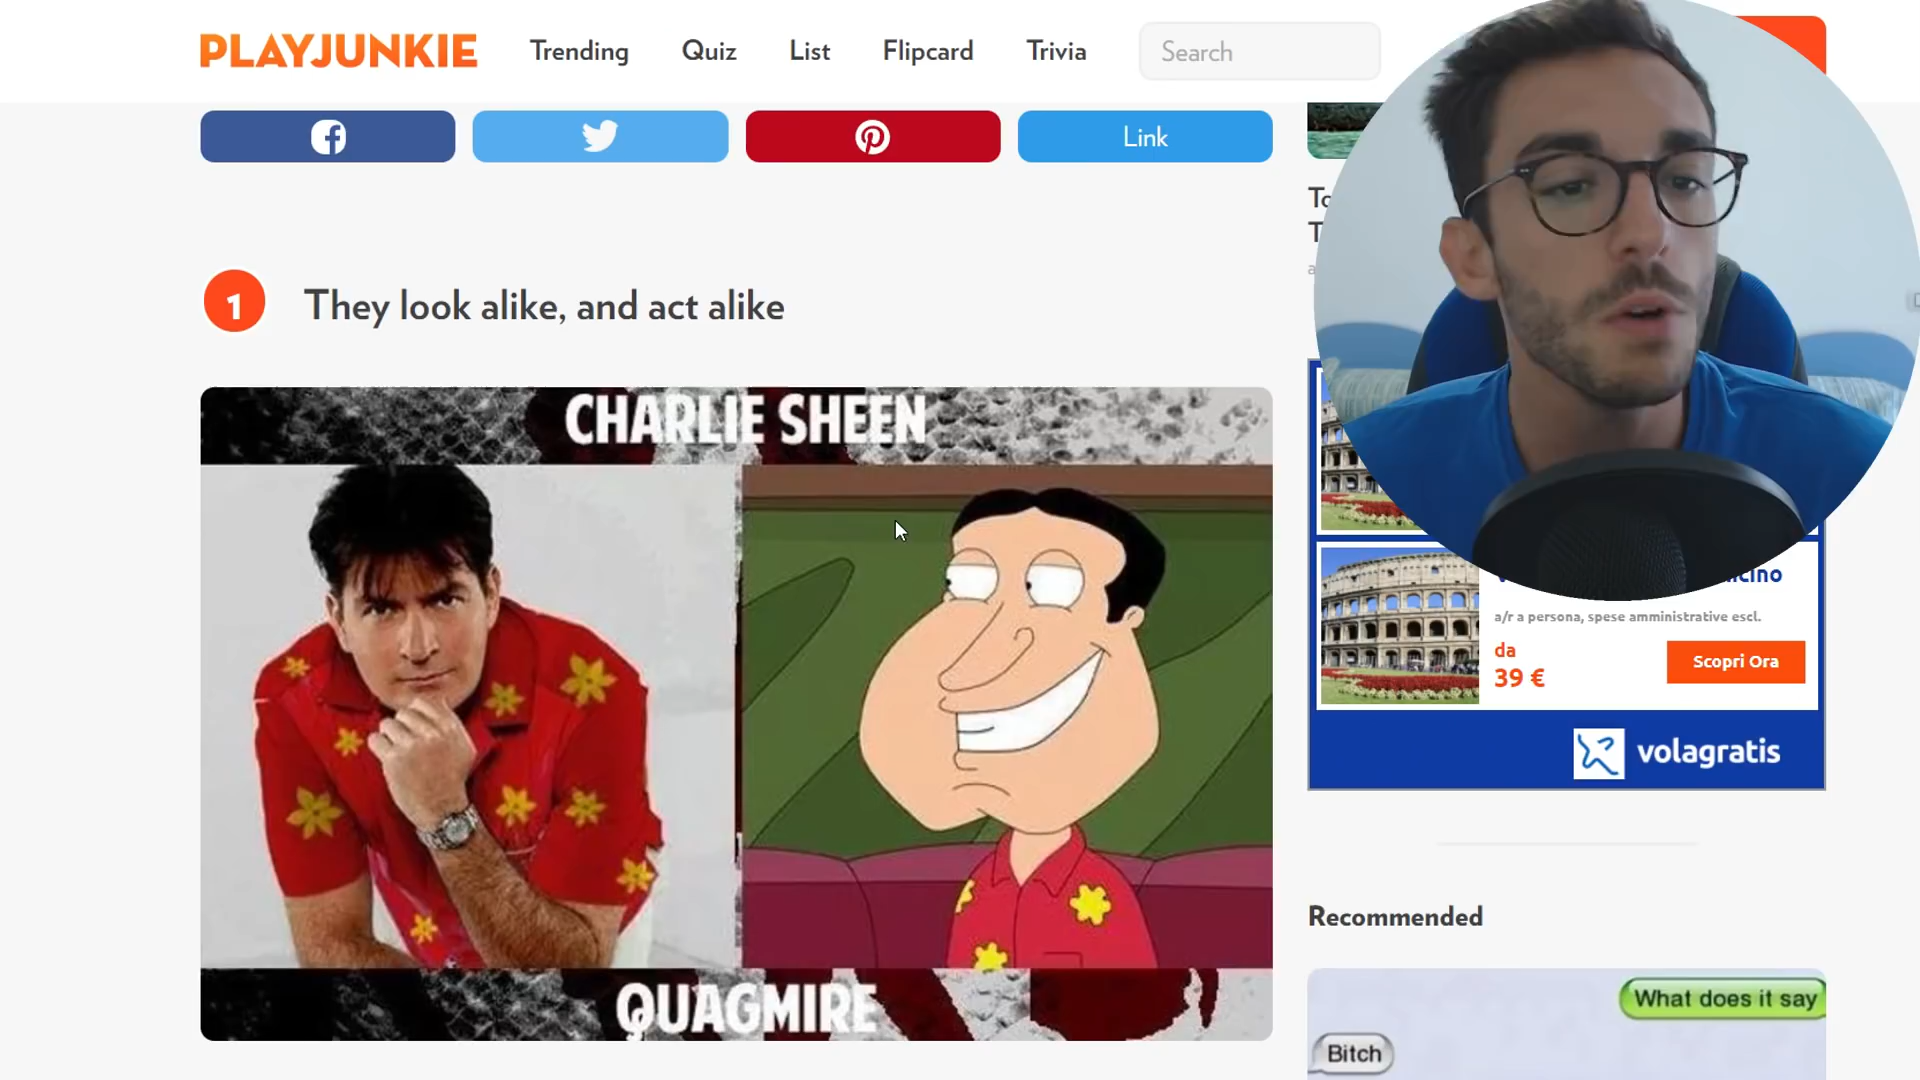 PLAYJUNKIE
Trending
Quiz
List
Flipcard
Trivia
Search
Link
1
They look alike, and act alike
CHARLIE SHEEN
QUAGMIRE
a/r a persona, spese amministrative escl.
da
39 €
Scopri Ora
volagratis
Recommended
What does it say
Bitch